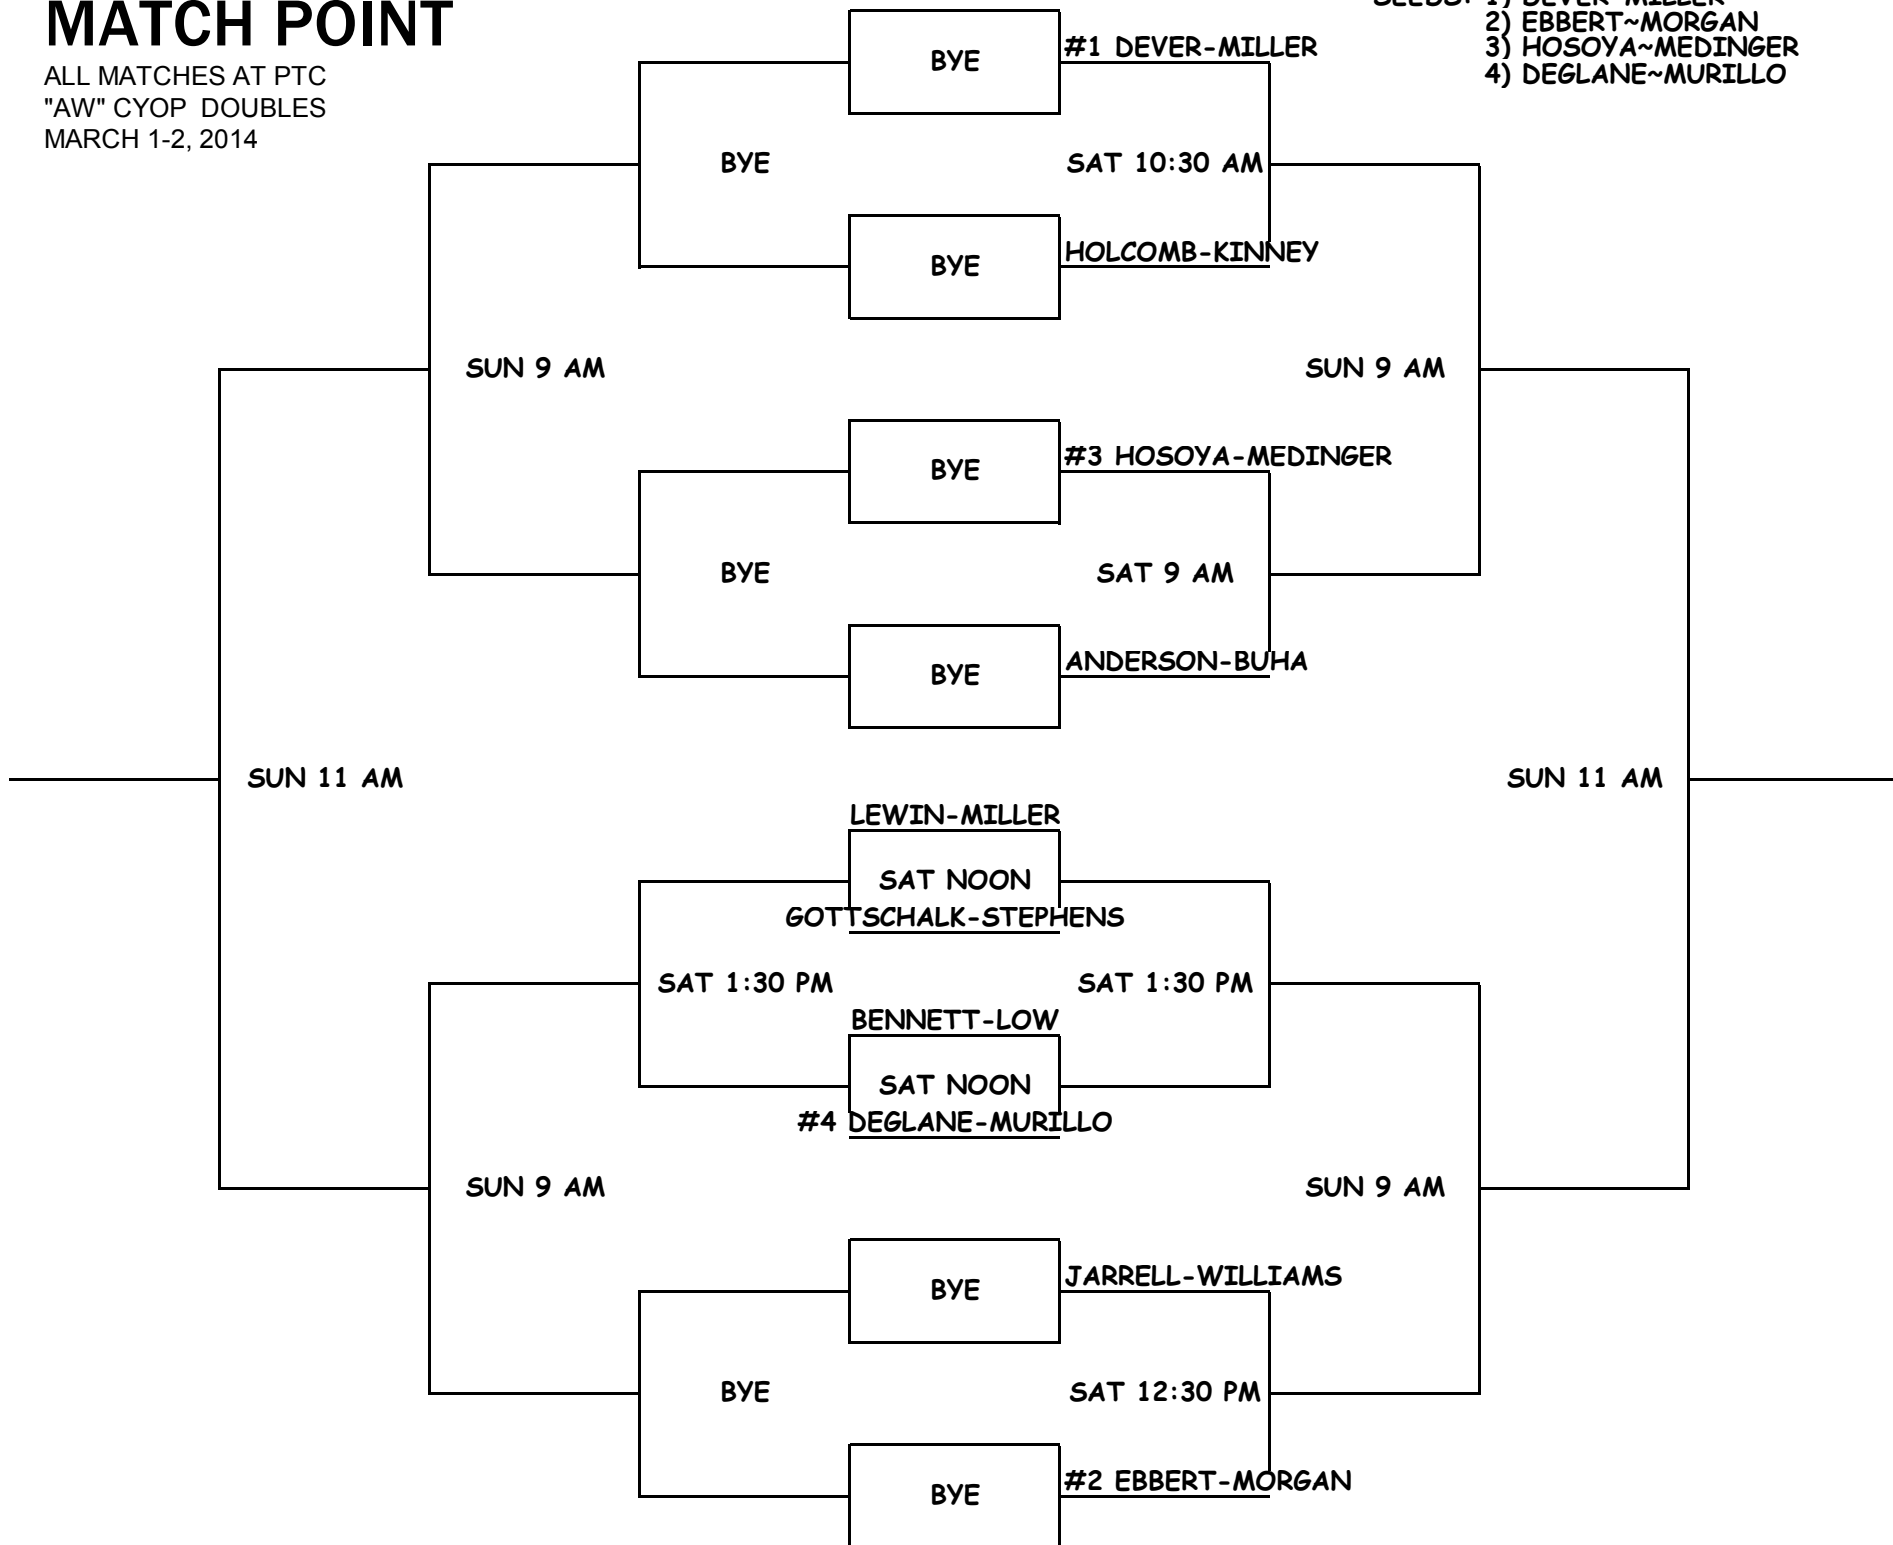 MATCH POINT
ALL MATCHES AT PTC
"AW" CYOP  DOUBLES
MARCH 1-2, 2014
SEEDS: 1) DEVER~MILLER
2) EBBERT~MORGAN
3) HOSOYA~MEDINGER
4) DEGLANE~MURILLO
BYE
#1 DEVER-MILLER
BYE
SAT 10:30 AM
BYE
HOLCOMB-KINNEY
SUN 9 AM
SUN 9 AM
BYE
#3 HOSOYA-MEDINGER
BYE
SAT 9 AM
BYE
ANDERSON-BUHA
SUN 11 AM
SUN 11 AM
LEWIN-MILLER
SAT NOON
GOTTSCHALK-STEPHENS
SAT 1:30 PM
SAT 1:30 PM
BENNETT-LOW
SAT NOON
#4 DEGLANE-MURILLO
SUN 9 AM
SUN 9 AM
BYE
JARRELL-WILLIAMS
BYE
SAT 12:30 PM
BYE
#2 EBBERT-MORGAN